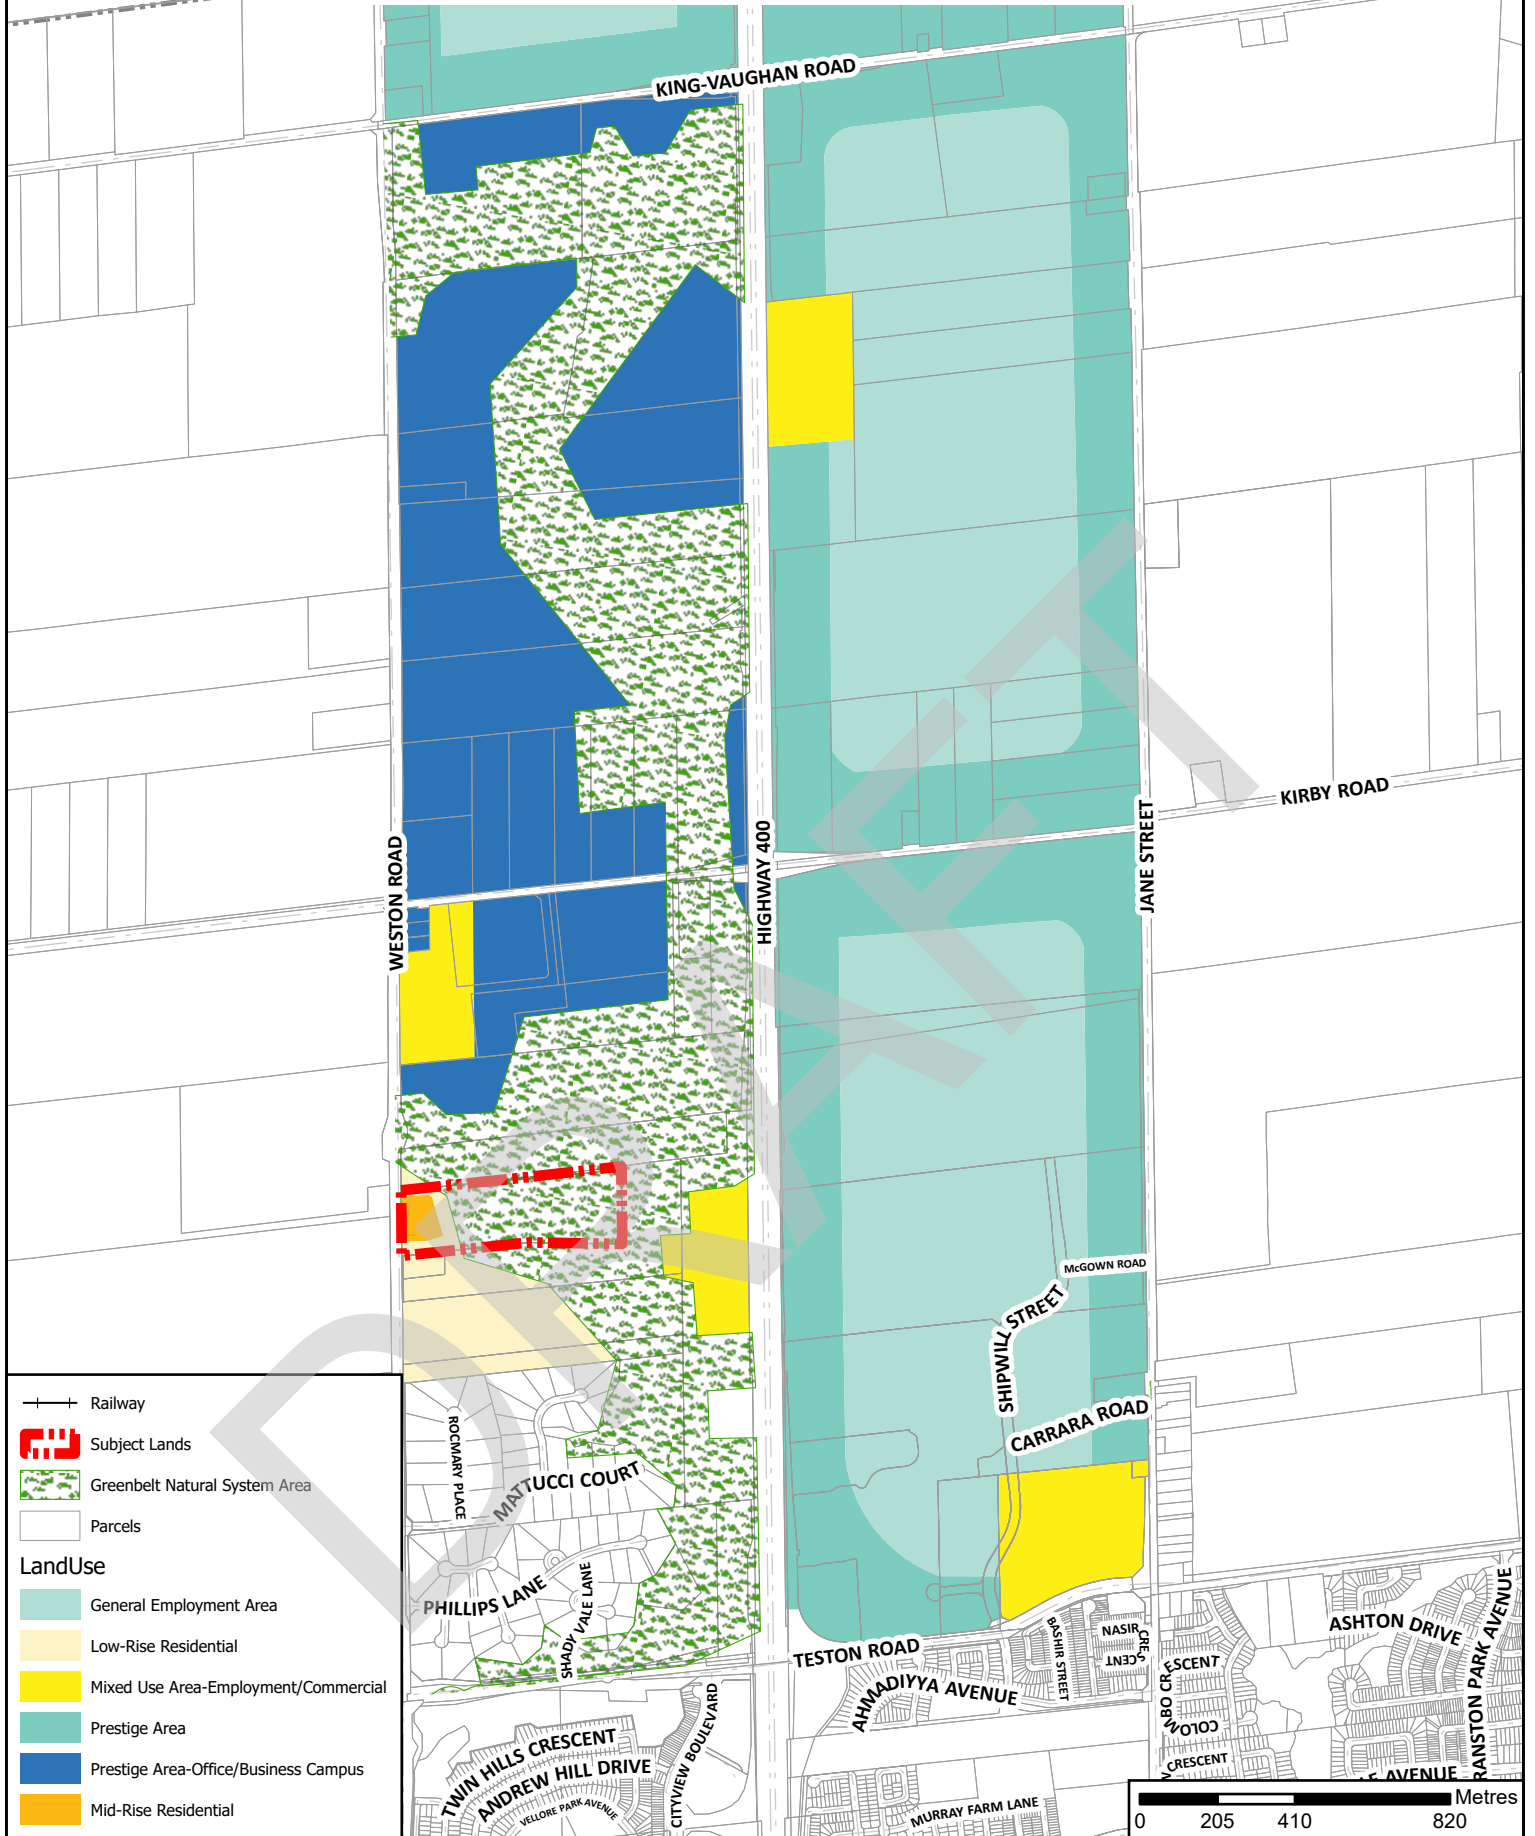 KING-VAUGHAN ROAD
KIRBY ROAD
WESTON ROAD
HIGHWAY 400
JANE STREET
McGOWN ROAD
SHIPWILL STREET
CARRARA ROAD
ROCMARY PLACE
MATTUCCI COURT
PHILLIPS LANE
SHADY VALE LANE
TESTON ROAD
BASHIR STREET
NASIR CRESCENT
AHMADIYYA AVENUE
CRESCENT
COLO
MBO
ASHTON DRIVE
RANSTON PARK AVENUE
CRESCENT
AVENUE
TWIN HILLS CRESCENT
ANDREW HILL DRIVE
VELLORE PARK AVENUE
CITYVIEW BOULEVARD
MURRAY FARM LANE
DRAFT
Railway
Subject Lands
Greenbelt Natural System Area
Parcels
LandUse
General Employment Area
Low-Rise Residential
Mixed Use Area-Employment/Commercial
Prestige Area
Prestige Area-Office/Business Campus
Mid-Rise Residential
Metres
0 205 410 820